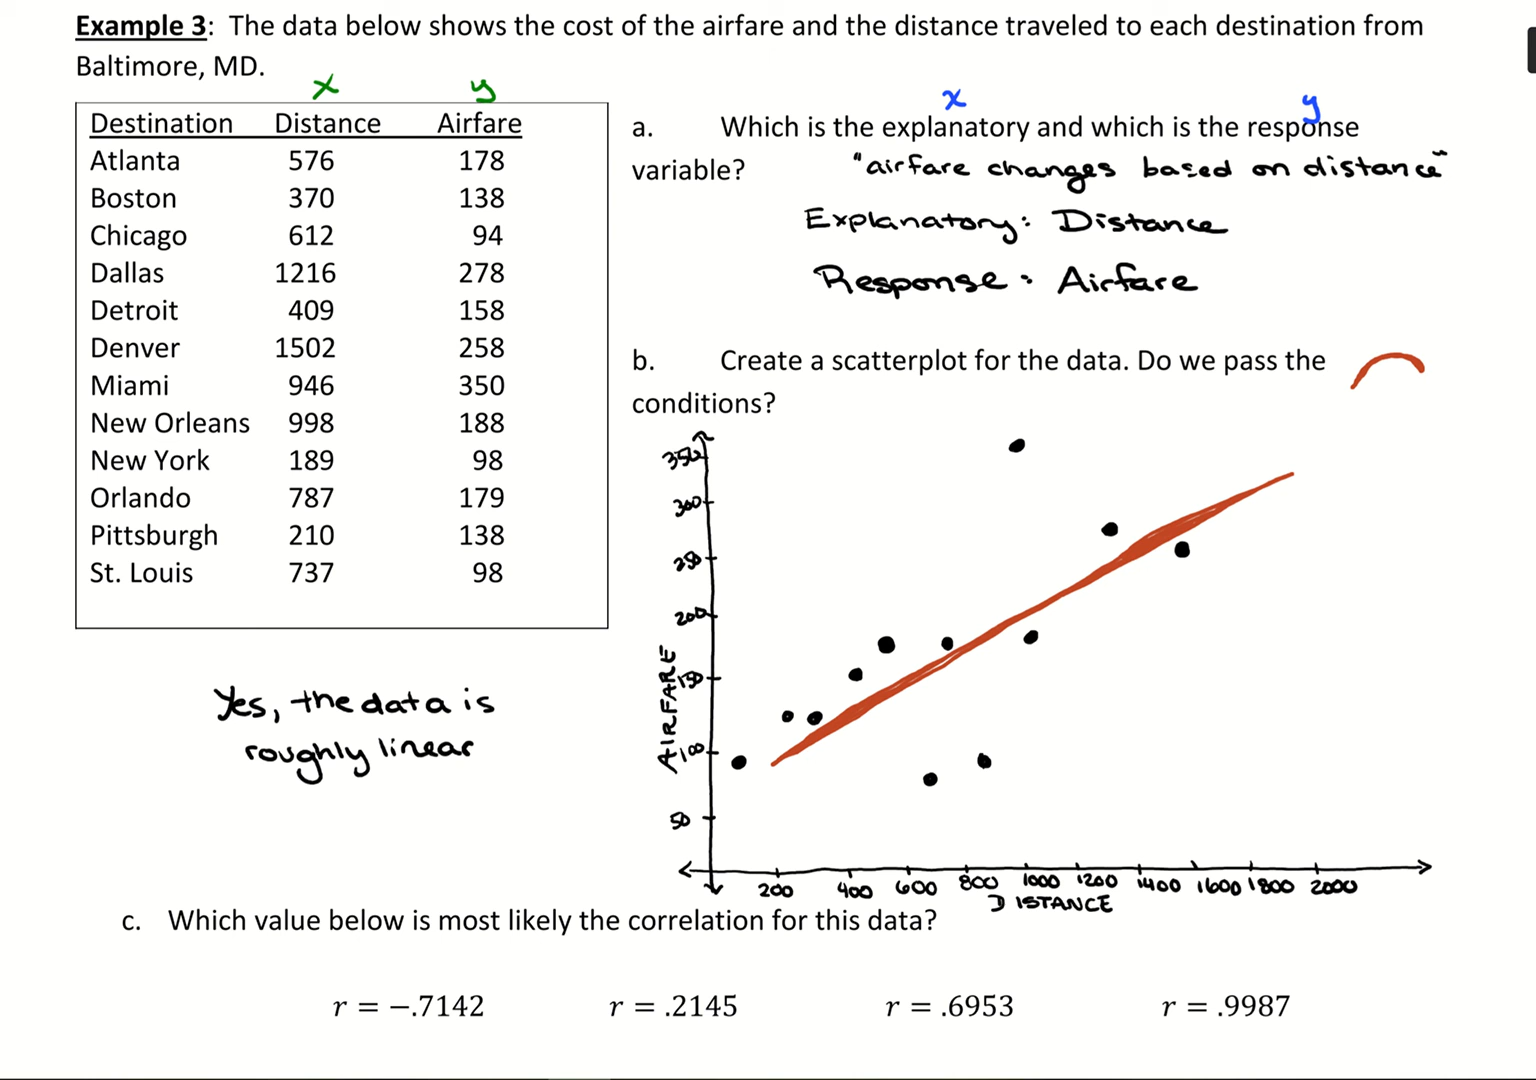 Example 3: The data below shows the cost of the airfare and the distance traveled to each destination from
Baltimore, MD.
x y
Destination Distance Airfare
Atlanta 576 178
Boston 370 138
Chicago 612 94
Dallas 1216 278
Detroit 409 158
Denver 1502 258
Miami 946 350
New Orleans 998 188
New York 189 98
Orlando 787 179
Pittsburgh 210 138
St. Louis 737 98
x y
a. Which is the explanatory and which is the response
variable? "airfare changes based on distance"
Explanatory: Distance
Response: Airfare
b. Create a scatterplot for the data. Do we pass the
conditions?
Yes, the data is
roughly linear
350
300
250
200
150
100
50
AIRFARE
200 400 600 800 1000 1200 1400 1600 1800 2000
DISTANCE
c. Which value below is most likely the correlation for this data?
r = −.7142 r = .2145 r = .6953 r = .9987